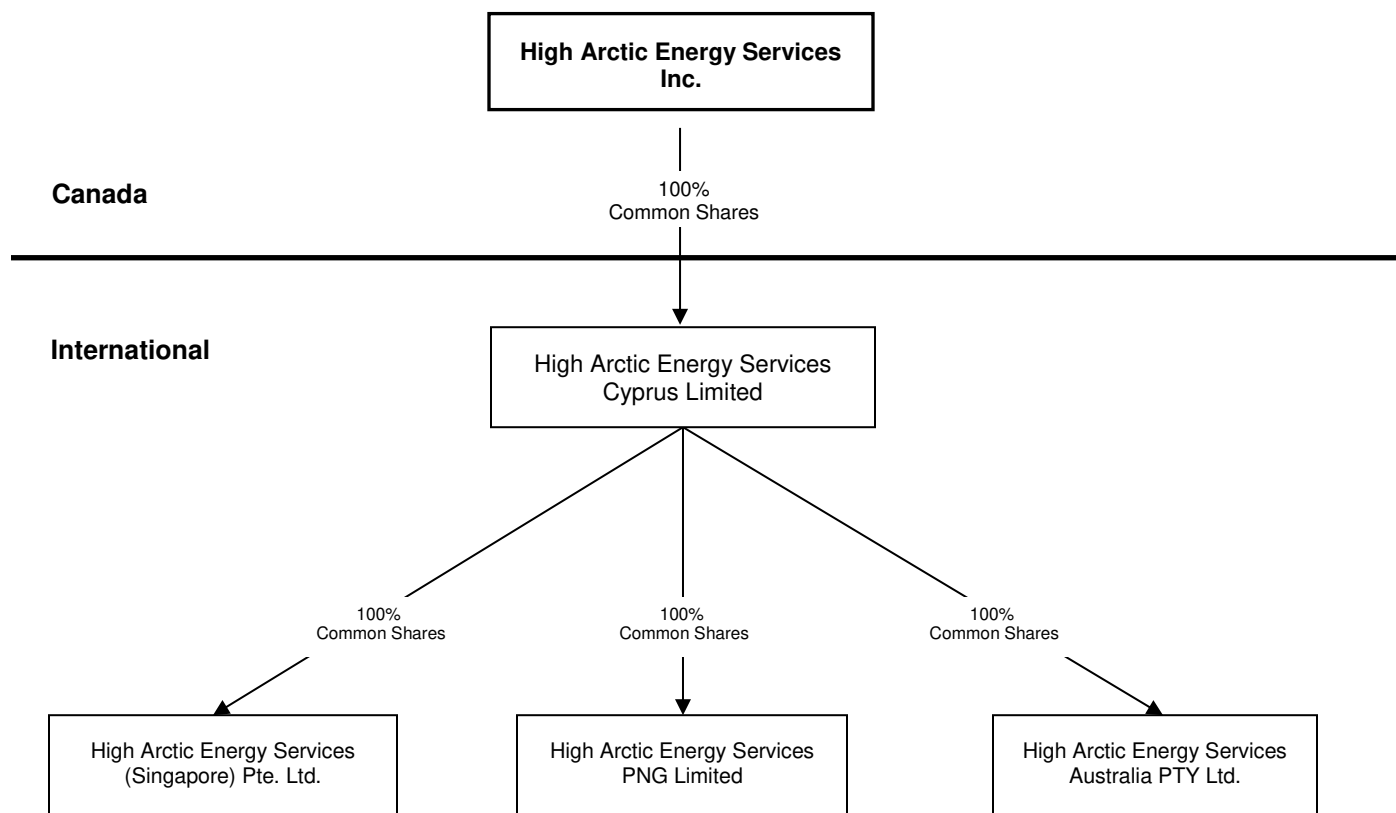 High Arctic Energy Services
Inc.
Canada
100%
Common Shares
International
High Arctic Energy Services
Cyprus Limited
100%
Common Shares
100%
Common Shares
100%
Common Shares
High Arctic Energy Services
(Singapore) Pte. Ltd.
High Arctic Energy Services
PNG Limited
High Arctic Energy Services
Australia PTY Ltd.